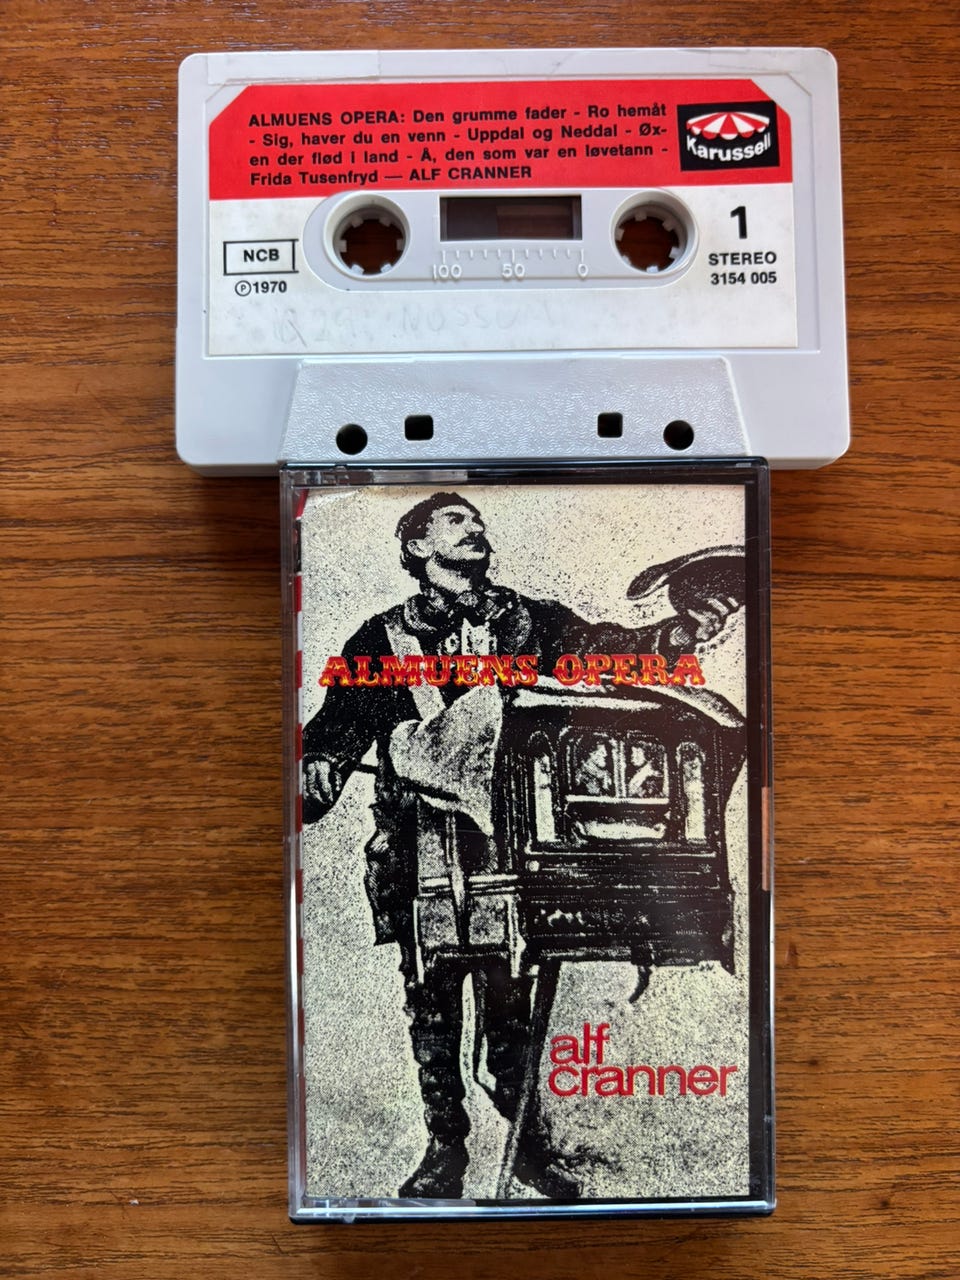 ALMUENS OPERA: Den grumme fader - Ro hemåt
- Sig, haver du en venn - Uppdal og Neddal - Øx-
en der flød i land - Å, den som var en løvetann -
Frida Tusenfryd — ALF CRANNER
Karussell
NCB
Ⓟ1970
1
STEREO
3154 005
100 50 0
NOSSUM
ALMUENS OPERA
alf
cranner